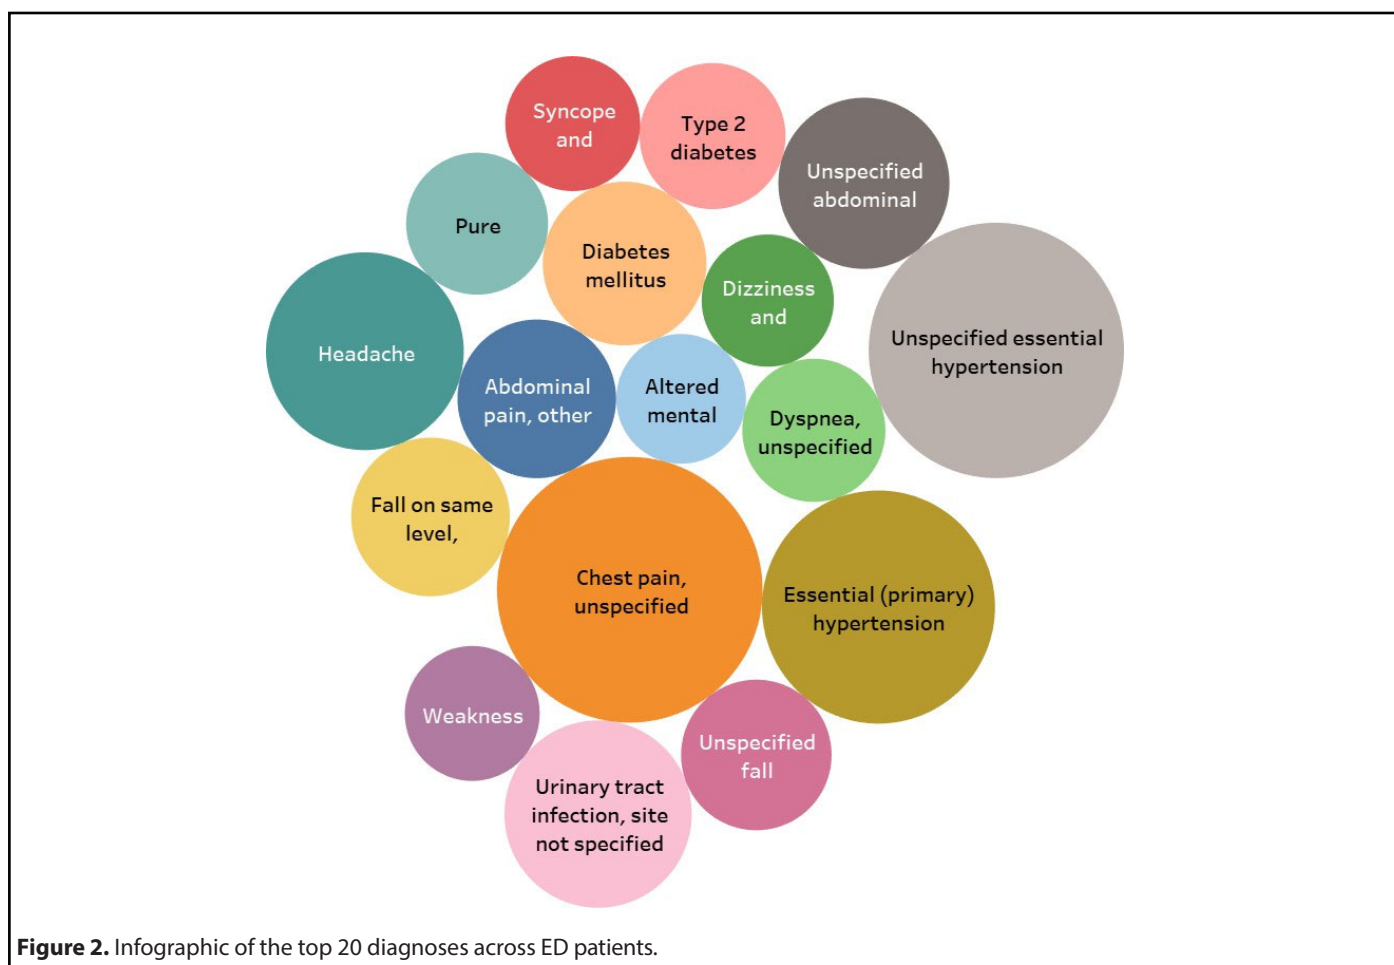 Syncope
and
Type 2
diabetes
Unspecified
abdominal
Pure
Diabetes
mellitus
Dizziness
and
Unspecified essential
hypertension
Headache
Abdominal
pain, other
Altered
mental
Dyspnea,
unspecified
Fall on same
level,
Chest pain,
unspecified
Essential (primary)
hypertension
Weakness
Unspecified
fall
Urinary tract
infection, site
not specified
Figure 2. Infographic of the top 20 diagnoses across ED patients.